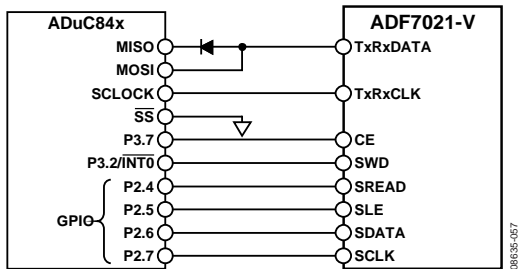 ADuC84x ADF7021-V
MISO TxRxDATA
MOSI
SCLOCK TxRxCLK
SS
P3.7 CE
P3.2/INT0 SWD
P2.4 SREAD
P2.5 SLE
GPIO
P2.6 SDATA
P2.7 SCLK
08635-057